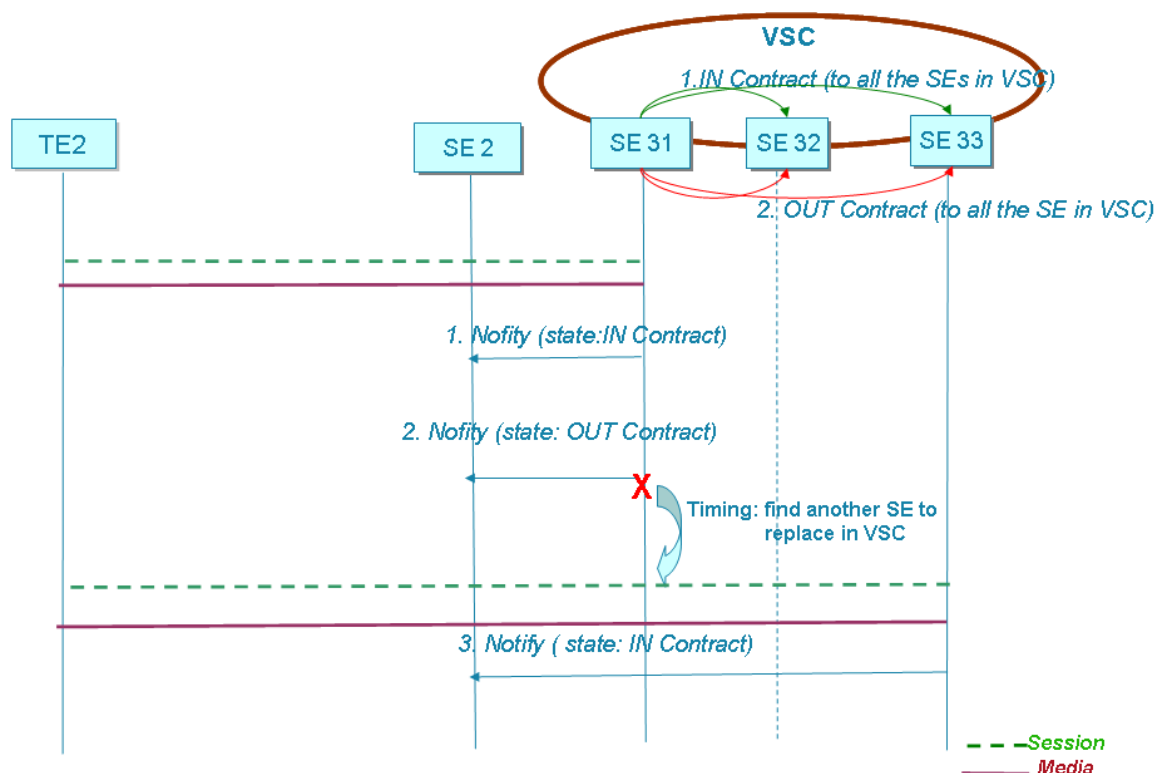 VSC
1.IN Contract (to all the SEs in VSC)
TE2
SE 2
SE 31
SE 32
SE 33
2. OUT Contract (to all the SE in VSC)
1. Nofity (state:IN Contract)
2. Nofity (state: OUT Contract)
X
Timing: find another SE to
replace in VSC
3. Notify ( state: IN Contract)
Session
Media